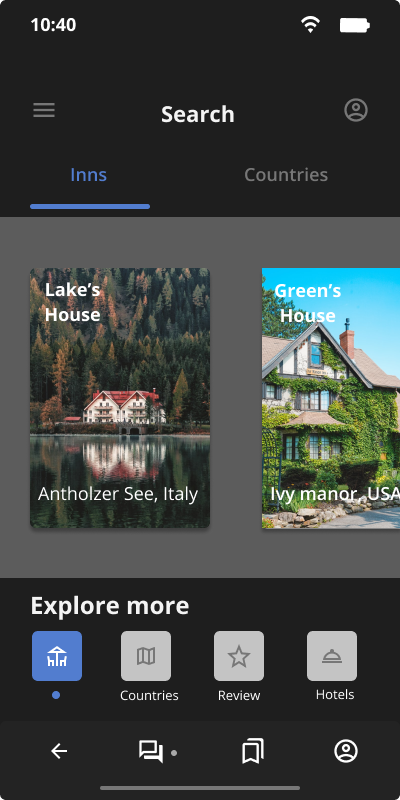 10:40
Search
Inns
Countries
Lake's
House
Green's
House
Antholzer See, Italy
Ivy manor, USA
Explore more
Countries
Review
Hotels